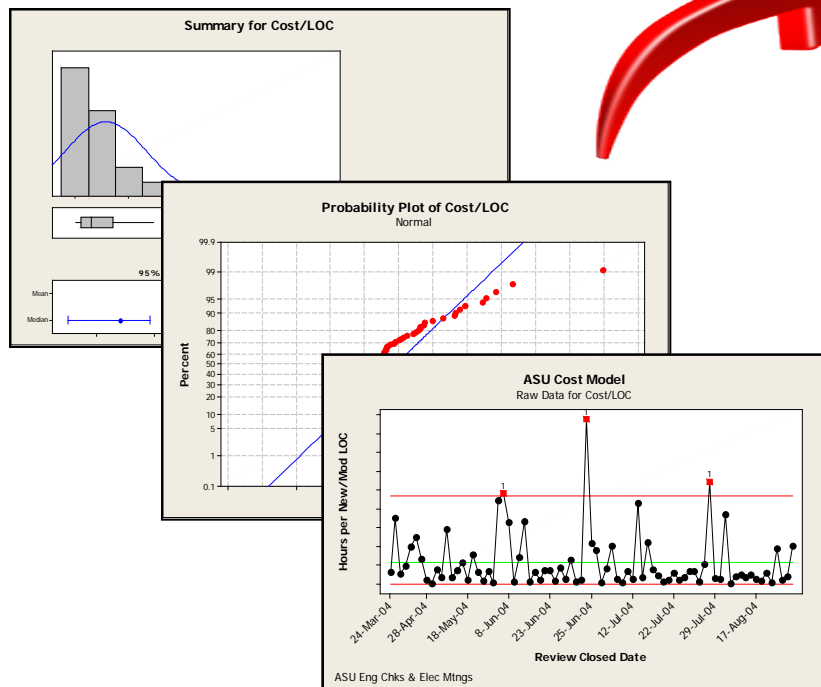 Summary for Cost/LOC
95%
Mean
Median
Probability Plot of Cost/LOC
Normal
99.9
99
95
90
80
70
60
50
40
30
20
10
5
1
0.1
Percent
ASU Cost Model
Raw Data for Cost/LOC
1
1
1
Hours per New/Mod LOC
24-Mar-04
28-Apr-04
18-May-04
8-Jun-04
23-Jun-04
25-Jun-04
12-Jul-04
22-Jul-04
29-Jul-04
17-Aug-04
Review Closed Date
ASU Eng Chks & Elec Mtngs